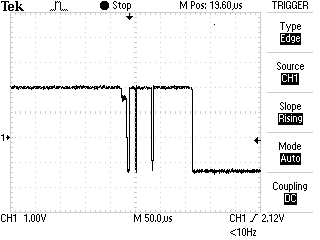 Tek Stop M Pos: 19.60µs TRIGGER
Type
Edge
Source
CH1
Slope
Rising
Mode
Auto
Coupling
DC
1
CH1 1.00V M 50.0µs CH1 2.12V
<10Hz